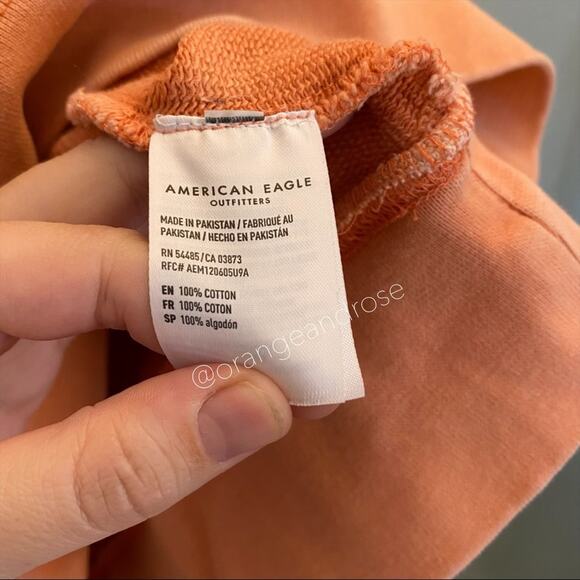 AMERICAN EAGLE
OUTFITTERS
MADE IN PAKISTAN / FABRIQUÉ AU
PAKISTAN / HECHO EN PAKISTÁN
RN 54485/CA 03873
RFC# AEM120605U9A
EN 100% COTTON
FR 100% COTON
SP 100% algodón
@orangeandrose